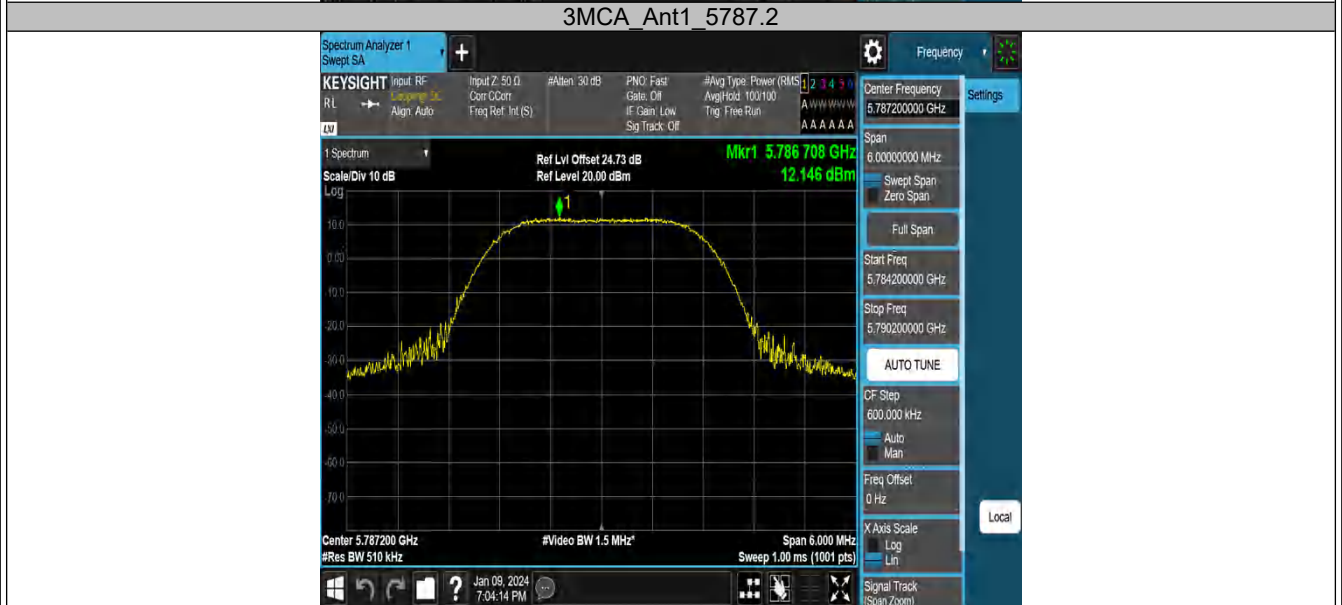 3MCA_Ant1_5787.2
Spectrum Analyzer 1
Swept SA
+
Frequency
KEYSIGHT
RL
LXI
Input: RF
Coupling: DC
Align: Auto
Input Z: 50 Ω
Corr CCorr
Freq Ref: Int (S)
#Atten: 30 dB
PNO: Fast
Gate: Off
IF Gain: Low
Sig Track: Off
#Avg Type: Power (RMS
Avg|Hold: 100/100
Trig: Free Run
1 2 3 4 5 6
A W W W W W
A A A A A A
Center Frequency
5.787200000 GHz
Settings
Span
6.00000000 MHz
Swept Span
Zero Span
Full Span
Start Freq
5.784200000 GHz
Stop Freq
5.790200000 GHz
AUTO TUNE
CF Step
600.000 kHz
Auto
Man
Freq Offset
0 Hz
X Axis Scale
Log
Lin
Signal Track
(Span Zoom)
Local
1 Spectrum
Scale/Div 10 dB
Ref Lvl Offset 24.73 dB
Ref Level 20.00 dBm
Mkr1 5.786 708 GHz
12.146 dBm
Log
1
10.0
0.00
-10.0
-20.0
-30.0
-40.0
-50.0
-60.0
-70.0
Center 5.787200 GHz
#Video BW 1.5 MHz*
Span 6.000 MHz
#Res BW 510 kHz
Sweep 1.00 ms (1001 pts)
?
Jan 09, 2024
7:04:14 PM